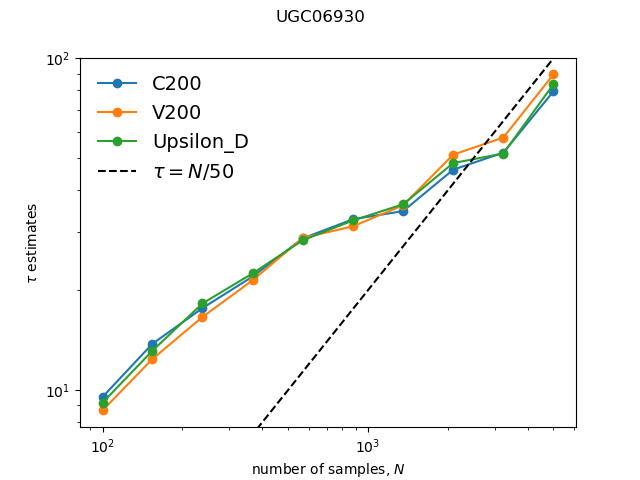 UGC06930
10²
C200
V200
Upsilon_D
τ = N/50
τ estimates
10¹
10²
10³
number of samples, N